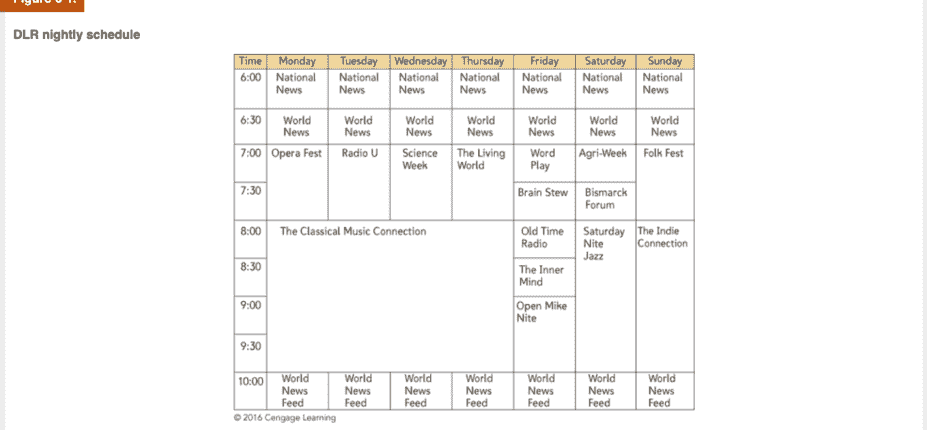 DLR nightly schedule
Time Monday Tuesday Wednesday Thursday Friday Saturday Sunday
6:00 National National National National National National National
News News News News News News News
6:30 World World World World World World World
News News News News News News News
7:00 Opera Fest Radio U Science The Living Word Agri-Week Folk Fest
Week World Play
7:30 Brain Stew Bismarck
Forum
8:00 The Classical Music Connection Old Time Saturday The Indie
Radio Nite Connection
Jazz
8:30 The Inner
Mind
9:00 Open Mike
Nite
9:30
10:00 World World World World World World World
News News News News News News News
Feed Feed Feed Feed Feed Feed Feed
© 2016 Cengage Learning